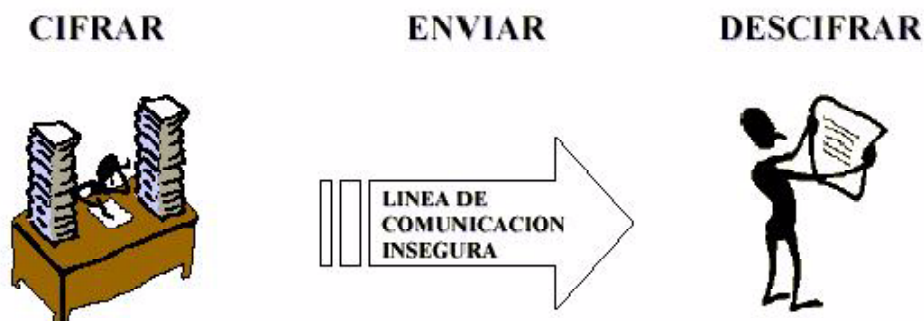 CIFRAR
ENVIAR
DESCIFRAR
LINEA DE
COMUNICACION
INSEGURA